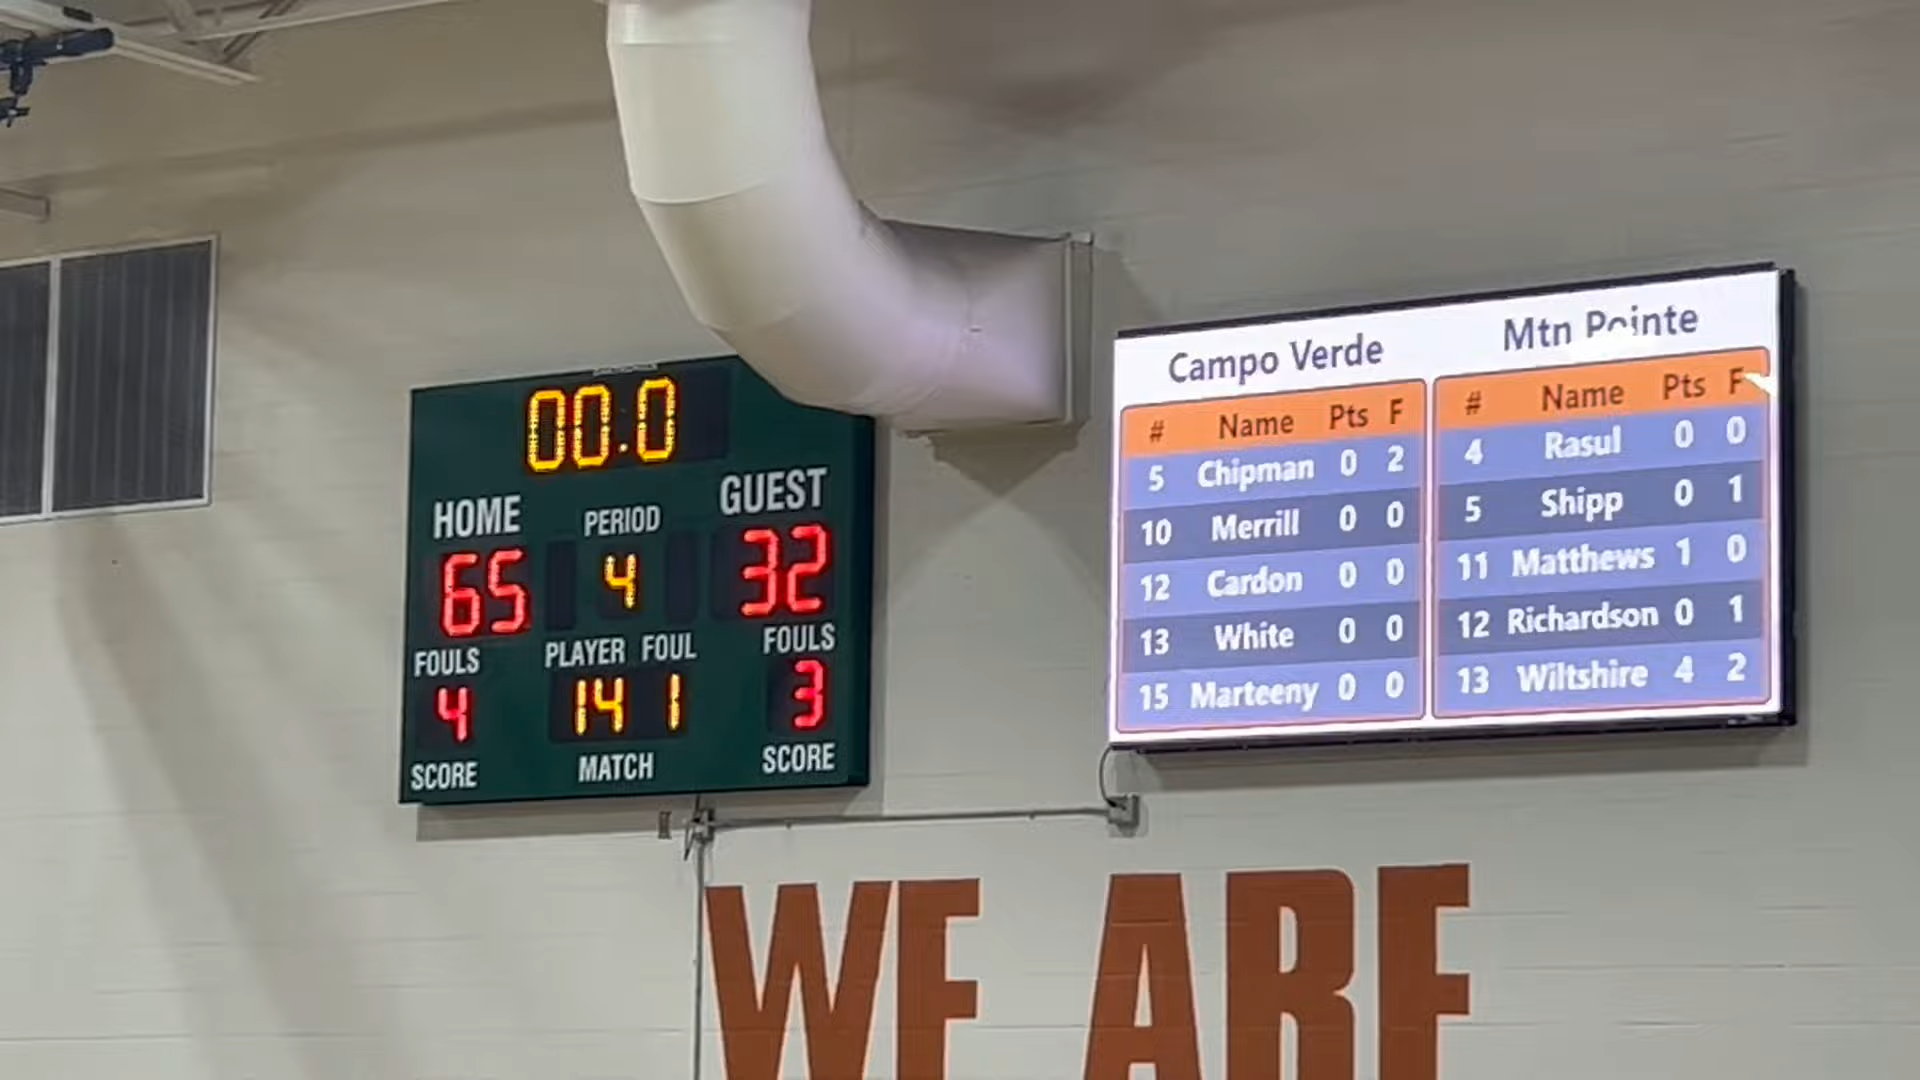 00.0
HOME PERIOD GUEST
65 4 32
FOULS PLAYER FOUL FOULS
4 14 1 3
SCORE MATCH SCORE
Campo Verde
# Name Pts F
5 Chipman 0 2
10 Merrill 0 0
12 Cardon 0 0
13 White 0 0
15 Marteeny 0 0
Mtn Pointe
# Name Pts F
4 Rasul 0 0
5 Shipp 0 1
11 Matthews 1 0
12 Richardson 0 1
13 Wiltshire 4 2
WE ARE